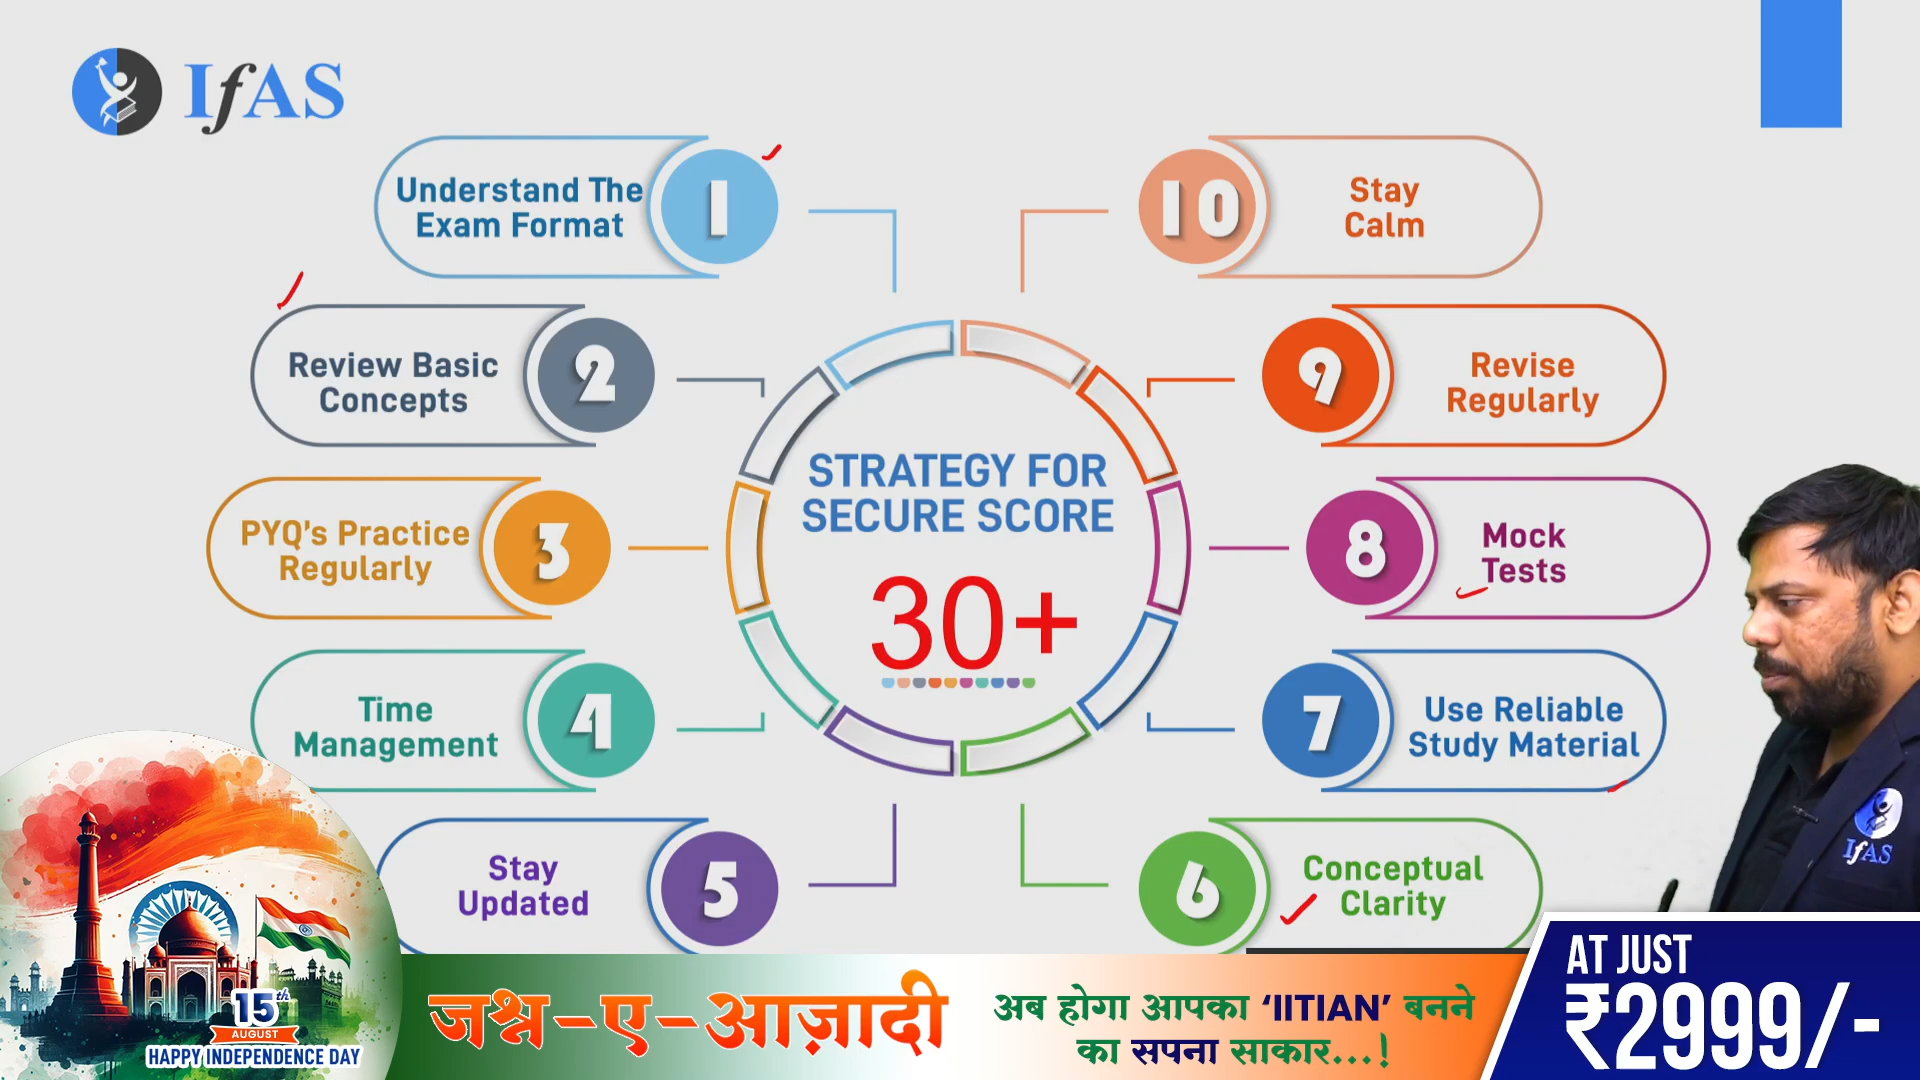 IfAS
Understand The
Exam Format
1
Review Basic
Concepts
2
PYQ's Practice
Regularly
3
Time
Management
4
Stay
Updated
5
STRATEGY FOR
SECURE SCORE
30+
10
Stay
Calm
9
Revise
Regularly
8
Mock
Tests
7
Use Reliable
Study Material
6
Conceptual
Clarity
IfAS
15th
AUGUST
HAPPY INDEPENDENCE DAY
जश्न-ए-आज़ादी
अब होगा आपका 'IITIAN' बनने
का सपना साकार...!
AT JUST
₹2999/-